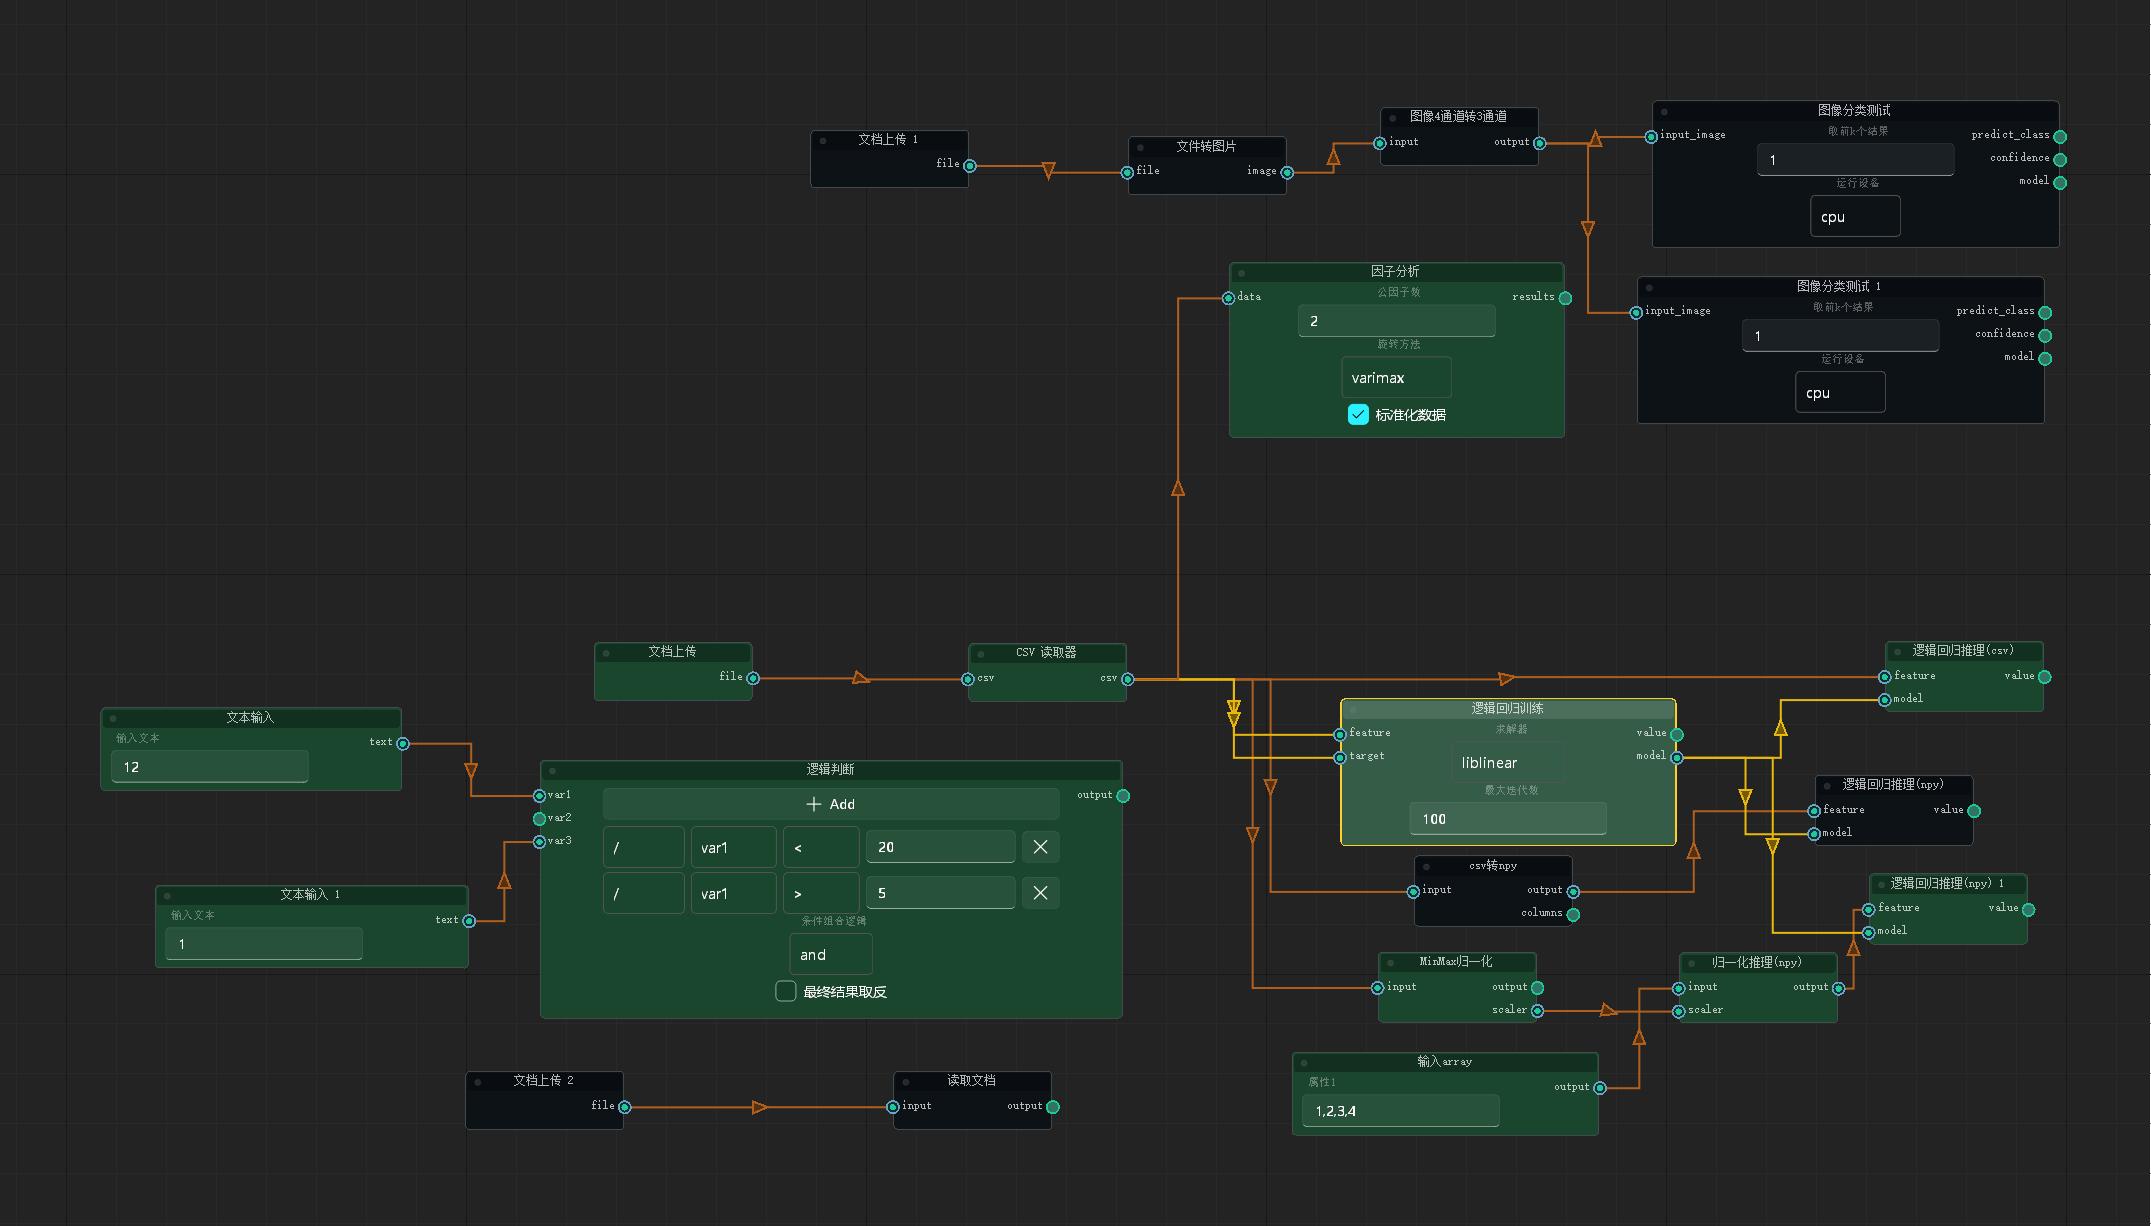 文档上传 1
file
文件转图片
file
image
图像4通道转3通道
input
output
图像分类测试
input_image
取前k个结果
1
运行设备
cpu
predict_class
confidence
model
因子分析
data
公因子数
2
旋转方法
varimax
标准化数据
results
图像分类测试 1
input_image
取前k个结果
1
运行设备
cpu
predict_class
confidence
model
文档上传
file
CSV 读取器
csv
csv
逻辑回归推理(csv)
feature
model
value
文本输入
输入文本
12
text
逻辑回归训练
feature
target
求解器
liblinear
最大迭代数
100
value
model
逻辑判断
var1
var2
var3
Add
/ var1 < 20
/ var1 > 5
条件组合逻辑
and
最终结果取反
output
逻辑回归推理(npy)
feature
model
value
csv转npy
input
output
columns
文本输入 1
输入文本
1
text
逻辑回归推理(npy) 1
feature
model
value
MinMax归一化
input
output
scaler
归一化推理(npy)
input
scaler
output
输入array
属性1
1,2,3,4
output
文档上传 2
file
读取文档
input
output